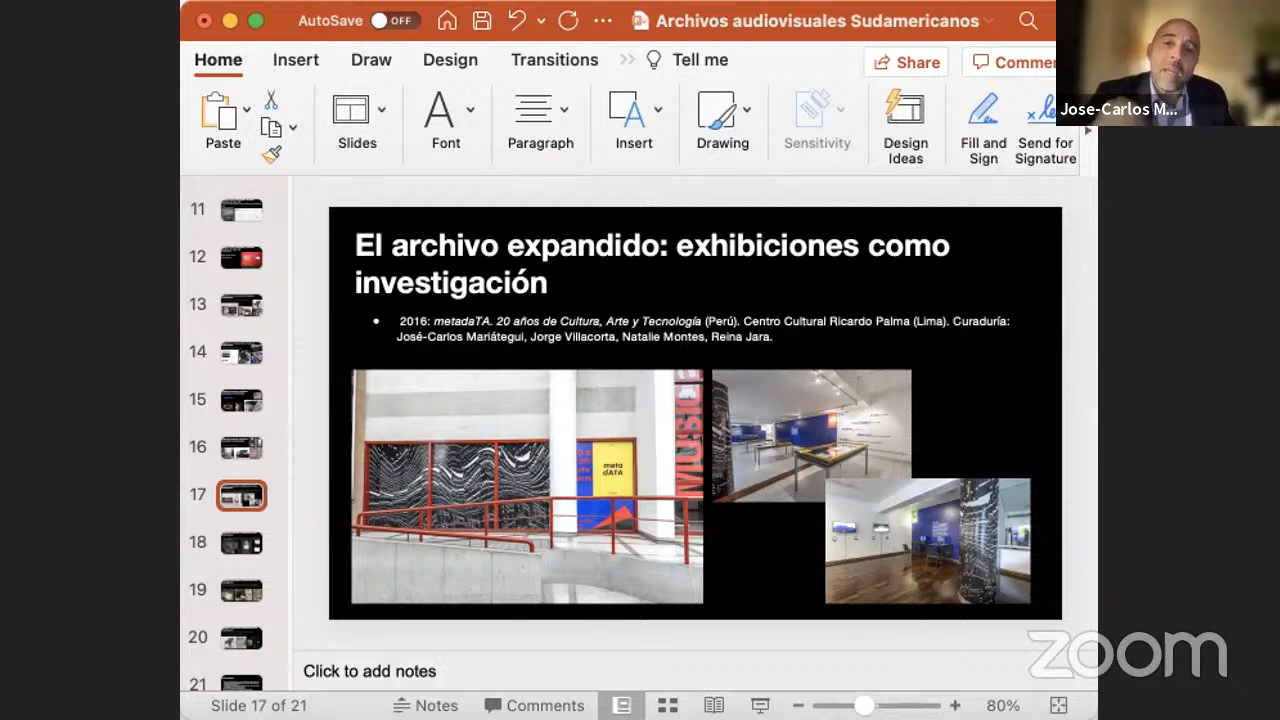 AutoSave OFF
Archivos audiovisuales Sudamericanos
Home Insert Draw Design Transitions Tell me
Share
Paste
Slides
Font
Paragraph
Insert
Drawing
Sensitivity
Design
Ideas
Fill and
Sign
Send for
Signature
Jose-Carlos M...
11
12
13
14
15
16
17
18
19
20
21
El archivo expandido: exhibiciones como
investigación
• 2016: metadaTA. 20 años de Cultura, Arte y Tecnología (Perú). Centro Cultural Ricardo Palma (Lima). Curaduría:
José-Carlos Mariátegui, Jorge Villacorta, Natalie Montes, Reina Jara.
meta
dATA
MUSICA
Click to add notes
Slide 17 of 21 Notes Comments 80%
zoom